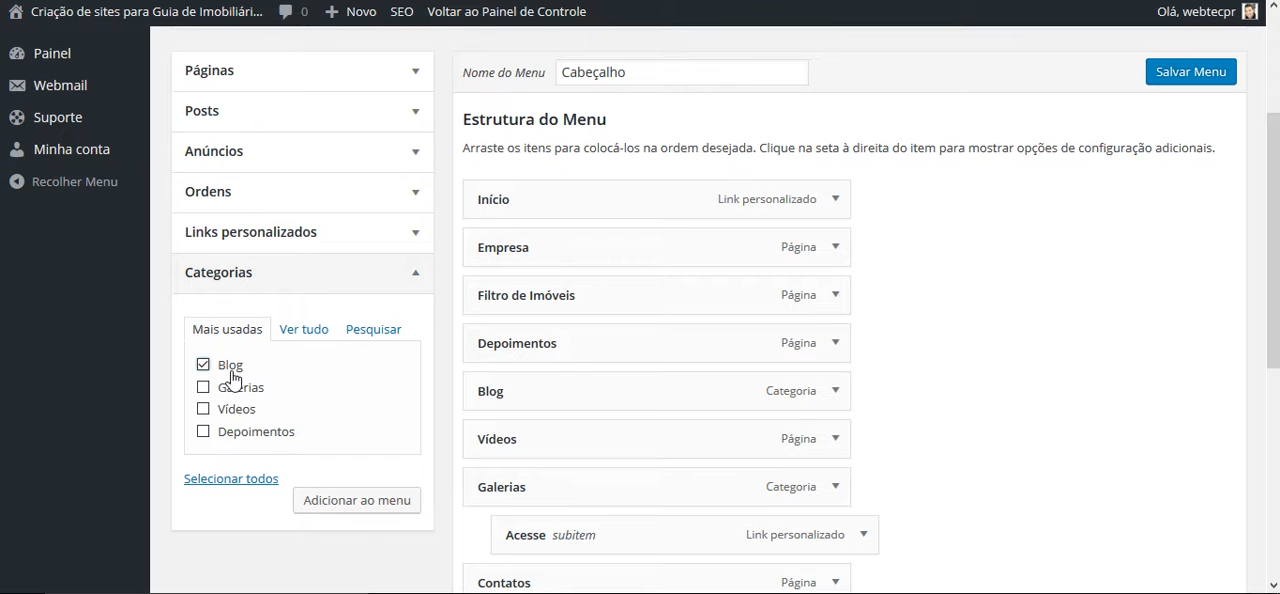 Criação de sites para Guia de Imobiliári... 0 Novo SEO Voltar ao Painel de Controle Olá, webtecpr
Painel
Webmail
Suporte
Minha conta
Recolher Menu
Páginas
Posts
Anúncios
Ordens
Links personalizados
Categorias
Mais usadas Ver tudo Pesquisar
Blog
Galerias
Vídeos
Depoimentos
Selecionar todos
Adicionar ao menu
Nome do Menu Cabeçalho Salvar Menu
Estrutura do Menu
Arraste os itens para colocá-los na ordem desejada. Clique na seta à direita do item para mostrar opções de configuração adicionais.
Início Link personalizado
Empresa Página
Filtro de Imóveis Página
Depoimentos Página
Blog Categoria
Vídeos Página
Galerias Categoria
Acesse subitem Link personalizado
Contatos Página